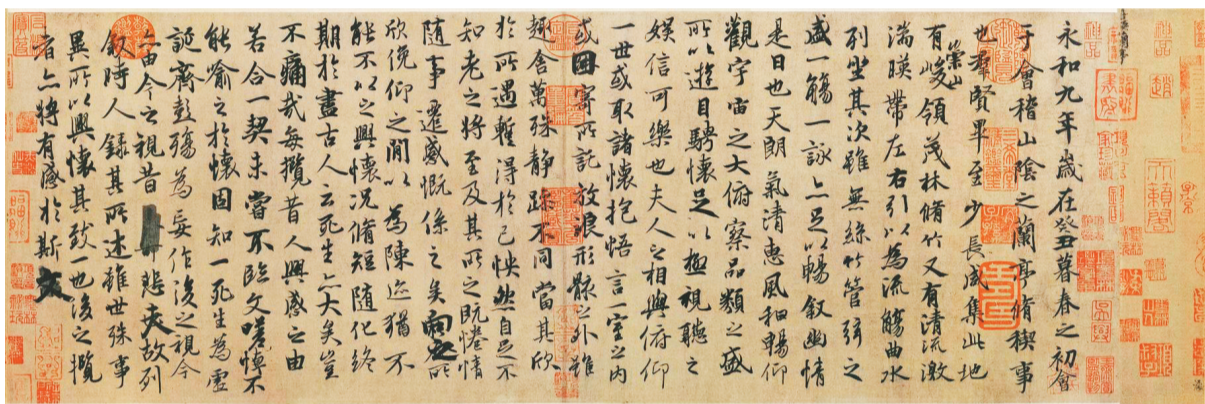 永和九年歲在癸丑暮春之初會
于會稽山陰之蘭亭脩稧事
也羣賢畢至少長咸集此地
有崇山峻領茂林脩竹又有清流激
湍暎帶左右引以為流觴曲水
列坐其次雖無絲竹管弦之
盛一觴一詠亦足以暢敘幽情
是日也天朗氣清惠風和暢仰
觀宇宙之大俯察品類之盛
所以遊目騁懷足以極視聽之
娛信可樂也夫人之相與俯仰
一世或取諸懷抱悟言一室之內
或因寄所託放浪形骸之外雖
趣舍萬殊靜躁不同當其欣
於所遇暫得於己怏然自足不
知老之將至及其所之既惓情
隨事遷感慨係之矣向之所
欣俛仰之閒以為陳迹猶不
能不以之興懷況脩短隨化終
期於盡古人云死生亦大矣豈
不痛哉每攬昔人興感之由
若合一契未嘗不臨文嗟悼不
能喻之於懷固知一死生為虛
誕齊彭殤為妄作後之視今
亦由今之視昔悲夫故列
敘時人錄其所述雖世殊事
異所以興懷其致一也後之攬
者亦將有感於斯文